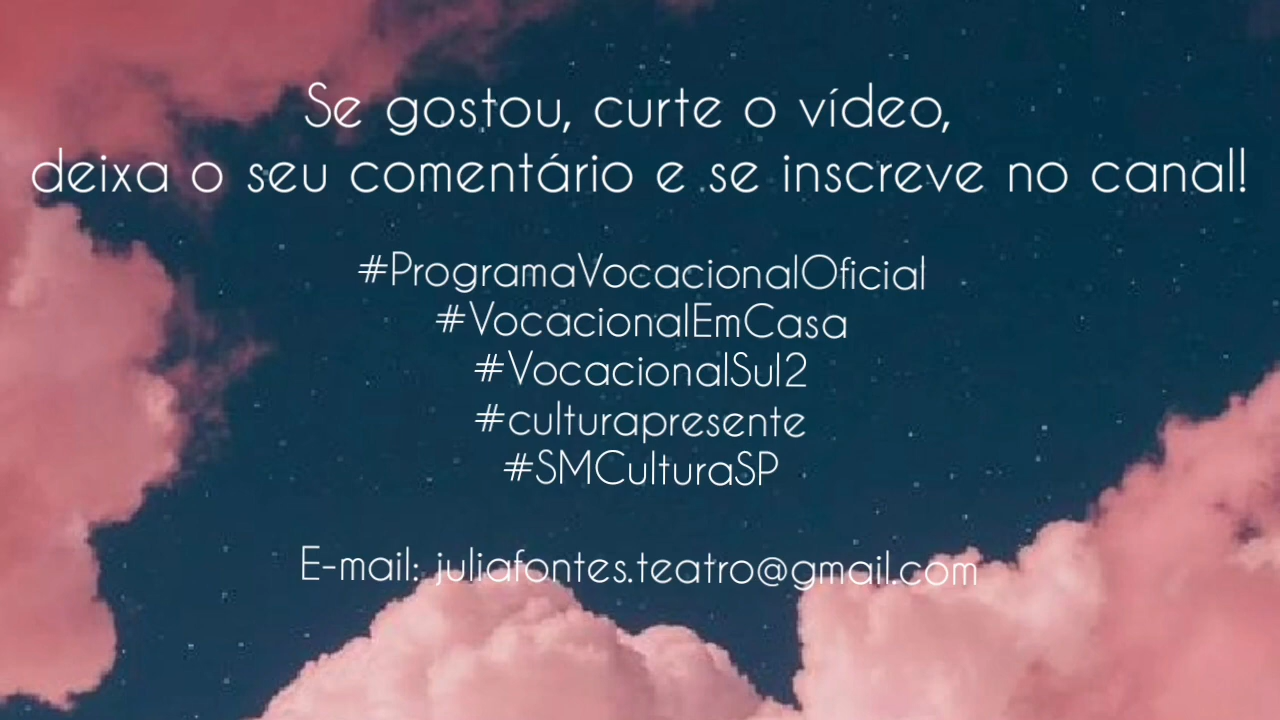 Se gostou, curte o vídeo,
deixa o seu comentário e se inscreve no canal!
#ProgramaVocacionalOficial
#VocacionalEmCasa
#VocacionalSul2
#culturapresente
#SMCulturaSP
E-mail: juliafontes.teatro@gmail.com